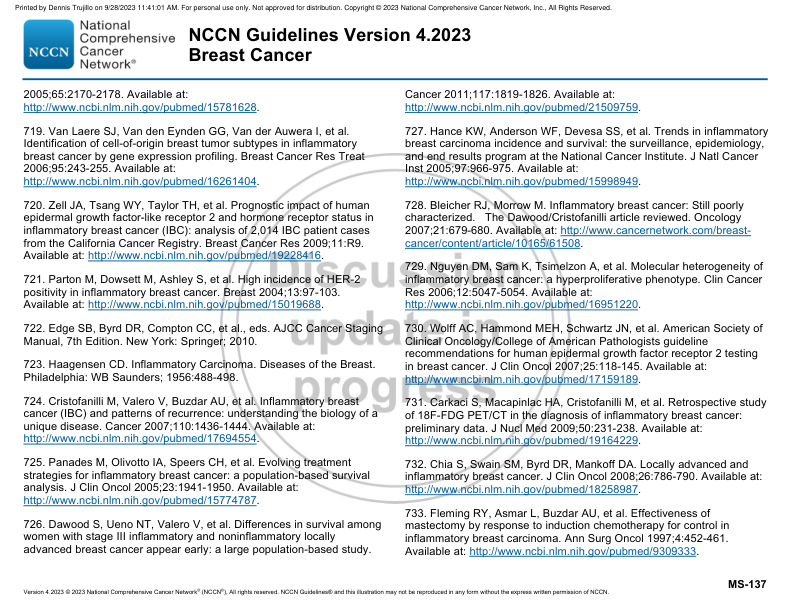 Printed by Dennis Trujillo on 9/28/2023 11:41:01 AM. For personal use only. Not approved for distribution. Copyright © 2023 National Comprehensive Cancer Network, Inc., All Rights Reserved.
NCCN
National
Comprehensive
Cancer
Network®
NCCN Guidelines Version 4.2023
Breast Cancer
2005;65:2170-2178. Available at:
http://www.ncbi.nlm.nih.gov/pubmed/15781628.
719. Van Laere SJ, Van den Eynden GG, Van der Auwera I, et al.
Identification of cell-of-origin breast tumor subtypes in inflammatory
breast cancer by gene expression profiling. Breast Cancer Res Treat
2006;95:243-255. Available at:
http://www.ncbi.nlm.nih.gov/pubmed/16261404.
720. Zell JA, Tsang WY, Taylor TH, et al. Prognostic impact of human
epidermal growth factor-like receptor 2 and hormone receptor status in
inflammatory breast cancer (IBC): analysis of 2,014 IBC patient cases
from the California Cancer Registry. Breast Cancer Res 2009;11:R9.
Available at: http://www.ncbi.nlm.nih.gov/pubmed/19228416.
721. Parton M, Dowsett M, Ashley S, et al. High incidence of HER-2
positivity in inflammatory breast cancer. Breast 2004;13:97-103.
Available at: http://www.ncbi.nlm.nih.gov/pubmed/15019688.
722. Edge SB, Byrd DR, Compton CC, et al., eds. AJCC Cancer Staging
Manual, 7th Edition. New York: Springer; 2010.
723. Haagensen CD. Inflammatory Carcinoma. Diseases of the Breast.
Philadelphia: WB Saunders; 1956:488-498.
724. Cristofanilli M, Valero V, Buzdar AU, et al. Inflammatory breast
cancer (IBC) and patterns of recurrence: understanding the biology of a
unique disease. Cancer 2007;110:1436-1444. Available at:
http://www.ncbi.nlm.nih.gov/pubmed/17694554.
725. Panades M, Olivotto IA, Speers CH, et al. Evolving treatment
strategies for inflammatory breast cancer: a population-based survival
analysis. J Clin Oncol 2005;23:1941-1950. Available at:
http://www.ncbi.nlm.nih.gov/pubmed/15774787.
726. Dawood S, Ueno NT, Valero V, et al. Differences in survival among
women with stage III inflammatory and noninflammatory locally
advanced breast cancer appear early: a large population-based study.
Cancer 2011;117:1819-1826. Available at:
http://www.ncbi.nlm.nih.gov/pubmed/21509759.
727. Hance KW, Anderson WF, Devesa SS, et al. Trends in inflammatory
breast carcinoma incidence and survival: the surveillance, epidemiology,
and end results program at the National Cancer Institute. J Natl Cancer
Inst 2005;97:966-975. Available at:
http://www.ncbi.nlm.nih.gov/pubmed/15998949.
728. Bleicher RJ, Morrow M. Inflammatory breast cancer: Still poorly
characterized. The Dawood/Cristofanilli article reviewed. Oncology
2007;21:679-680. Available at: http://www.cancernetwork.com/breast-
cancer/content/article/10165/61508.
729. Nguyen DM, Sam K, Tsimelzon A, et al. Molecular heterogeneity of
inflammatory breast cancer: a hyperproliferative phenotype. Clin Cancer
Res 2006;12:5047-5054. Available at:
http://www.ncbi.nlm.nih.gov/pubmed/16951220.
730. Wolff AC, Hammond MEH, Schwartz JN, et al. American Society of
Clinical Oncology/College of American Pathologists guideline
recommendations for human epidermal growth factor receptor 2 testing
in breast cancer. J Clin Oncol 2007;25:118-145. Available at:
http://www.ncbi.nlm.nih.gov/pubmed/17159189.
731. Carkaci S, Macapinlac HA, Cristofanilli M, et al. Retrospective study
of 18F-FDG PET/CT in the diagnosis of inflammatory breast cancer:
preliminary data. J Nucl Med 2009;50:231-238. Available at:
http://www.ncbi.nlm.nih.gov/pubmed/19164229.
732. Chia S, Swain SM, Byrd DR, Mankoff DA. Locally advanced and
inflammatory breast cancer. J Clin Oncol 2008;26:786-790. Available at:
http://www.ncbi.nlm.nih.gov/pubmed/18258987.
733. Fleming RY, Asmar L, Buzdar AU, et al. Effectiveness of
mastectomy by response to induction chemotherapy for control in
inflammatory breast carcinoma. Ann Surg Oncol 1997;4:452-461.
Available at: http://www.ncbi.nlm.nih.gov/pubmed/9309333.
Discussion
update in
progress
MS-137
Version 4.2023 © 2023 National Comprehensive Cancer Network® (NCCN®), All rights reserved. NCCN Guidelines® and this illustration may not be reproduced in any form without the express written permission of NCCN.